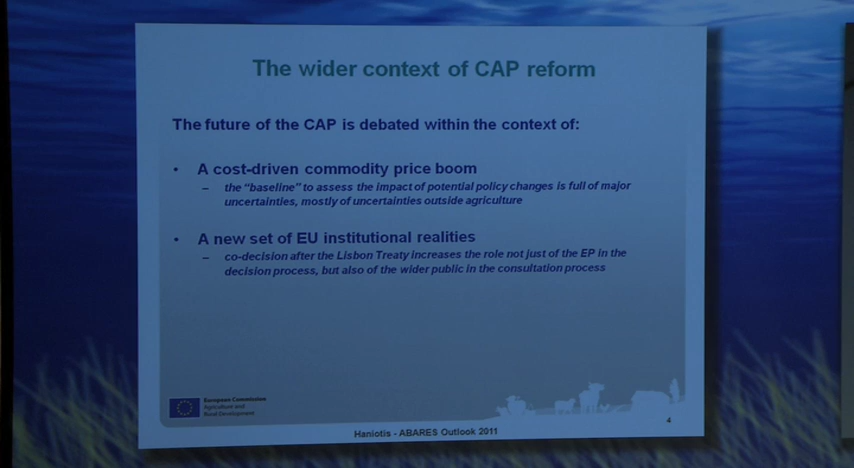 The wider context of CAP reform
The future of the CAP is debated within the context of:
• A cost-driven commodity price boom
– the “baseline” to assess the impact of potential policy changes is full of major
uncertainties, mostly of uncertainties outside agriculture
• A new set of EU institutional realities
– co-decision after the Lisbon Treaty increases the role not just of the EP in the
decision process, but also of the wider public in the consultation process
European Commission
Agriculture and
Rural Development
Haniotis - ABARES Outlook 2011
4